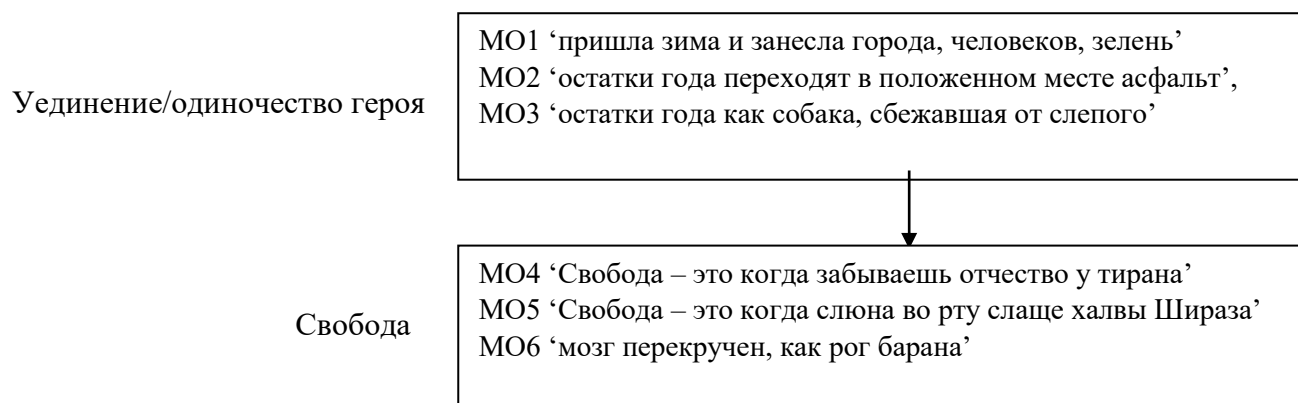 МО1 ‘пришла зима и занесла города, человеков, зелень’
МО2 ‘остатки года переходят в положенном месте асфальт’,
Уединение/одиночество героя
МО3 ‘остатки года как собака, сбежавшая от слепого’
МО4 ‘Свобода – это когда забываешь отчество у тирана’
МО5 ‘Свобода – это когда слюна во рту слаще халвы Шираза’
Свобода
МО6 ‘мозг перекручен, как рог барана’